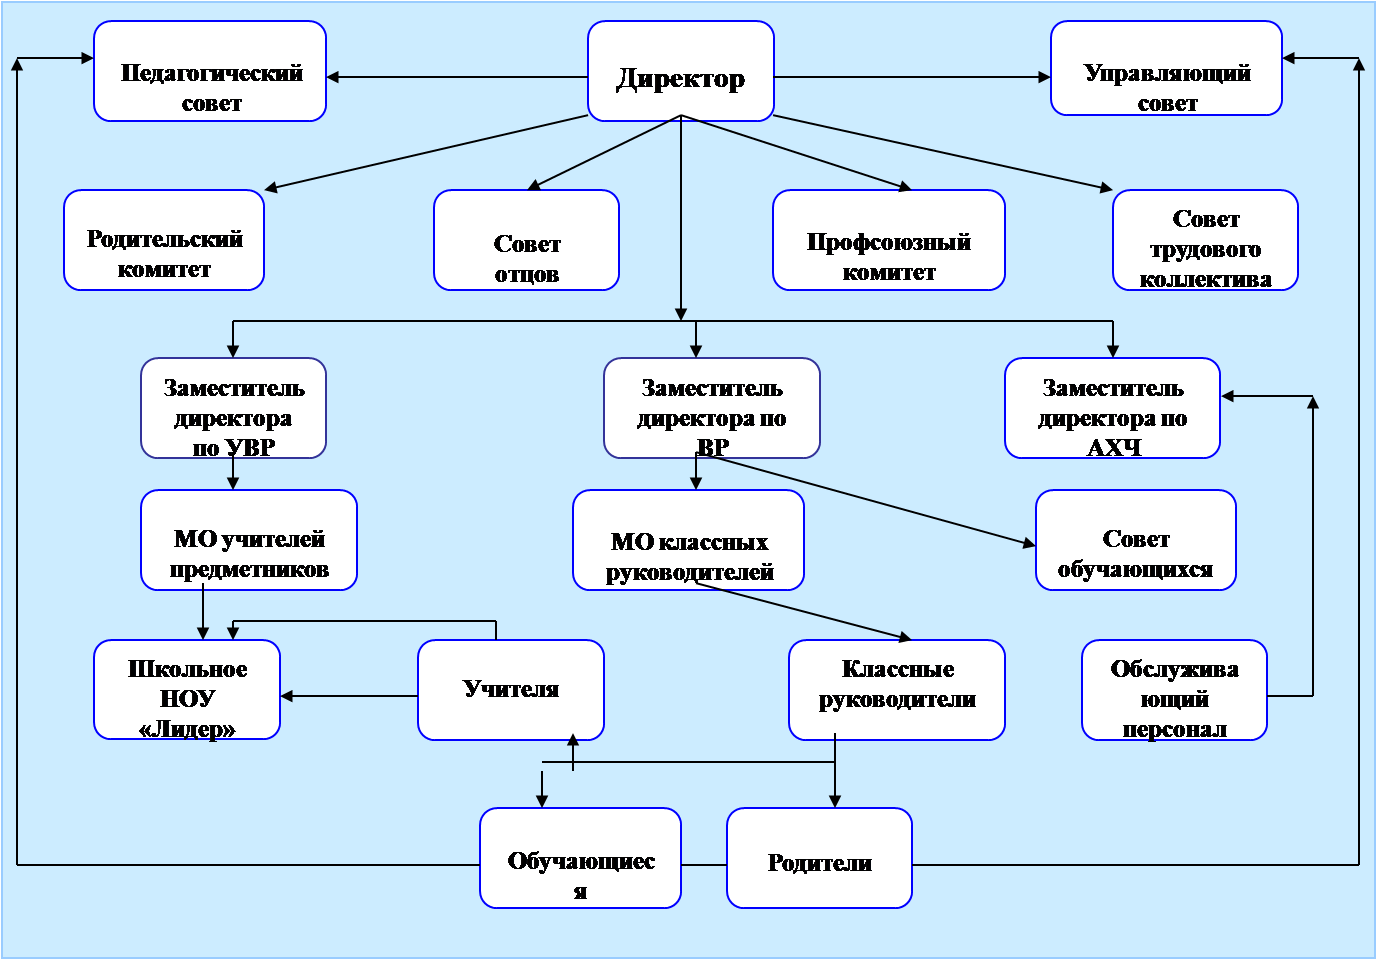 Педагогический
совет
Директор
Управляющий
совет
Родительский
комитет
Совет
отцов
Профсоюзный
комитет
Совет
трудового
коллектива
Заместитель
директора
по УВР
Заместитель
директора по
ВР
Заместитель
директора по
АХЧ
МО учителей
предметников
МО классных
руководителей
Совет
обучающихся
Школьное
НОУ
«Лидер»
Учителя
Классные
руководители
Обслужива
ющий
персонал
Обучающиес
я
Родители